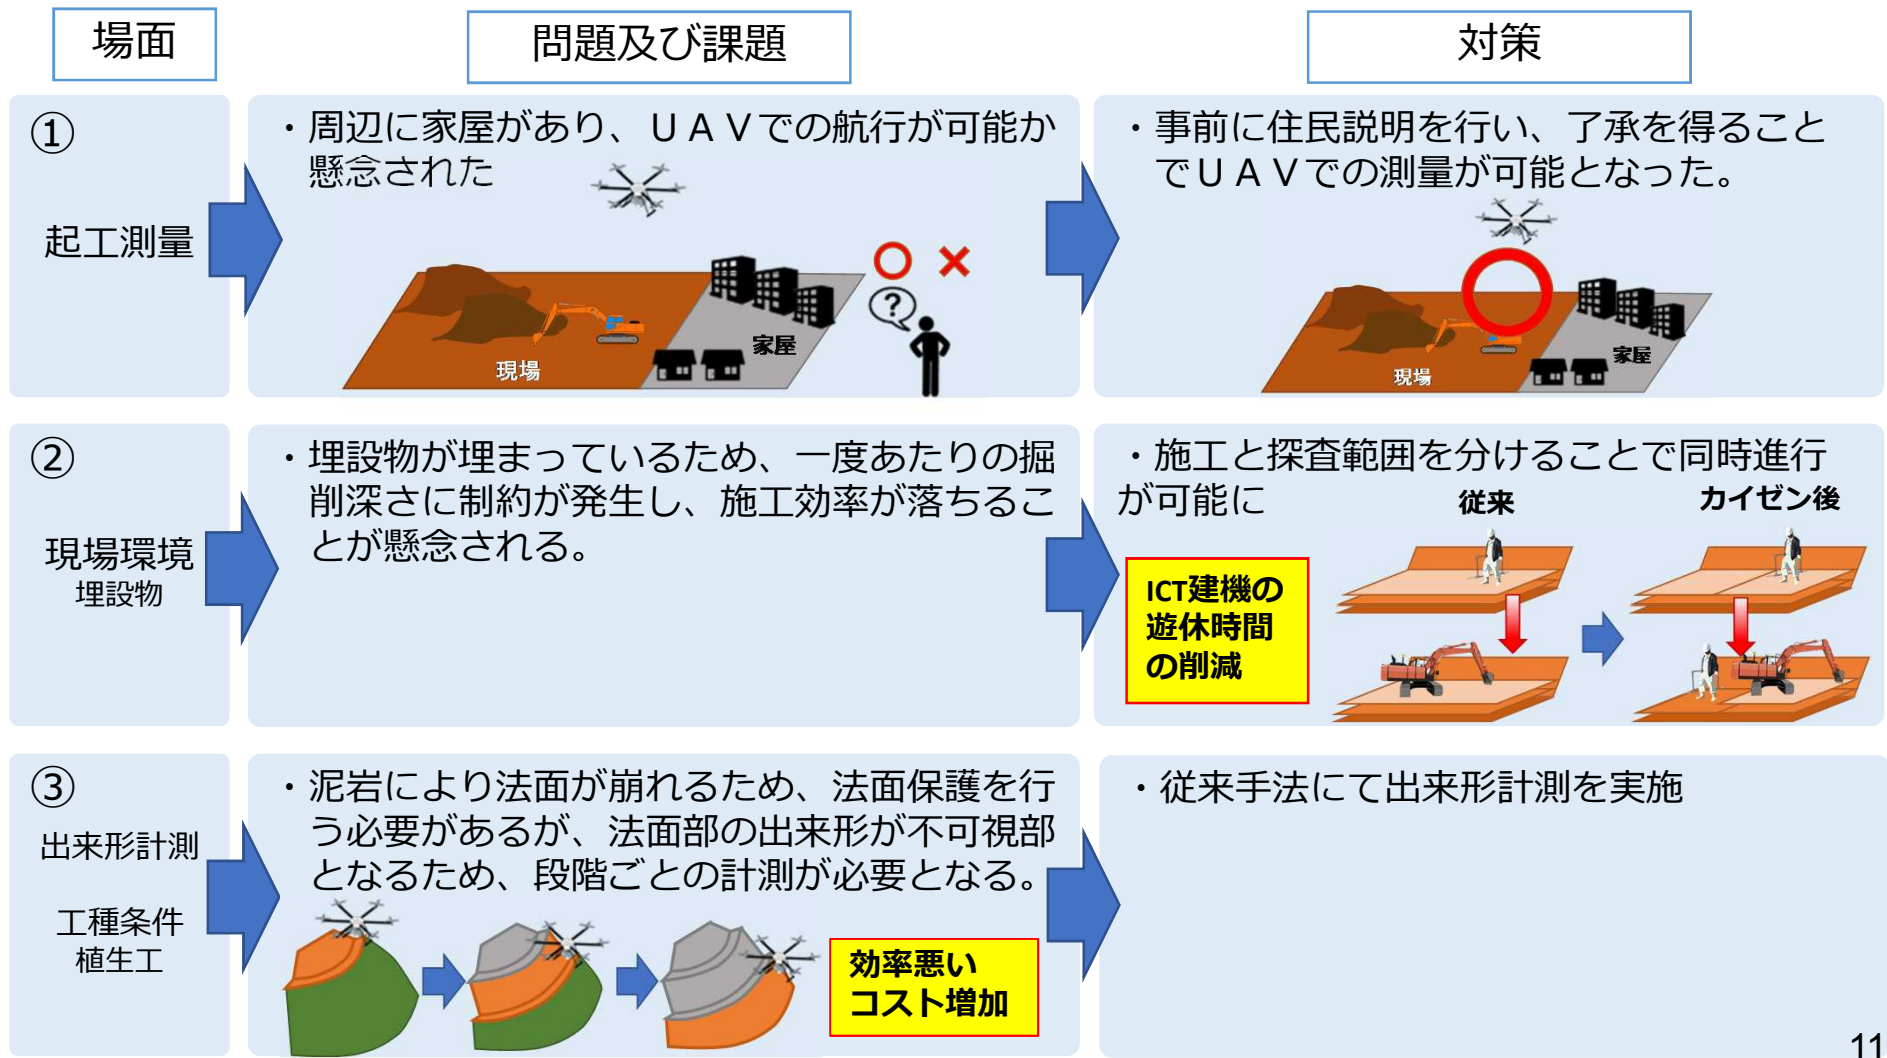 場面
問題及び課題
対策
①
起工測量
・周辺に家屋があり、ＵＡＶでの航行が可能か
懸念された
?
家屋
現場
・事前に住民説明を行い、了承を得ること
でＵＡＶでの測量が可能となった。
家屋
現場
②
現場環境
埋設物
・埋設物が埋まっているため、一度あたりの掘
削深さに制約が発生し、施工効率が落ちるこ
とが懸念される。
・施工と探査範囲を分けることで同時進行
が可能に
従来
カイゼン後
ICT建機の
遊休時間
の削減
③
出来形計測
工種条件
植生工
・泥岩により法面が崩れるため、法面保護を行
う必要があるが、法面部の出来形が不可視部
となるため、段階ごとの計測が必要となる。
効率悪い
コスト増加
・従来手法にて出来形計測を実施
11